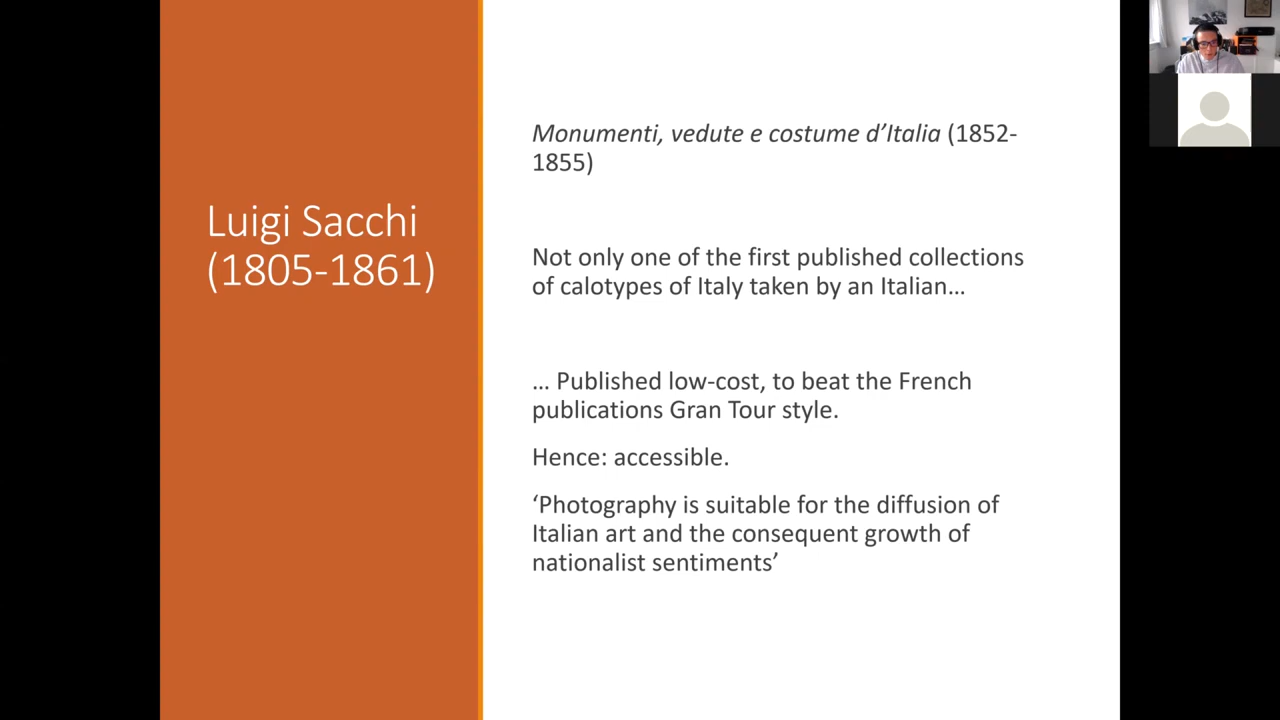 Luigi Sacchi
(1805-1861)
Monumenti, vedute e costume d’Italia (1852-
1855)
Not only one of the first published collections
of calotypes of Italy taken by an Italian…
… Published low-cost, to beat the French
publications Gran Tour style.
Hence: accessible.
‘Photography is suitable for the diffusion of
Italian art and the consequent growth of
nationalist sentiments’